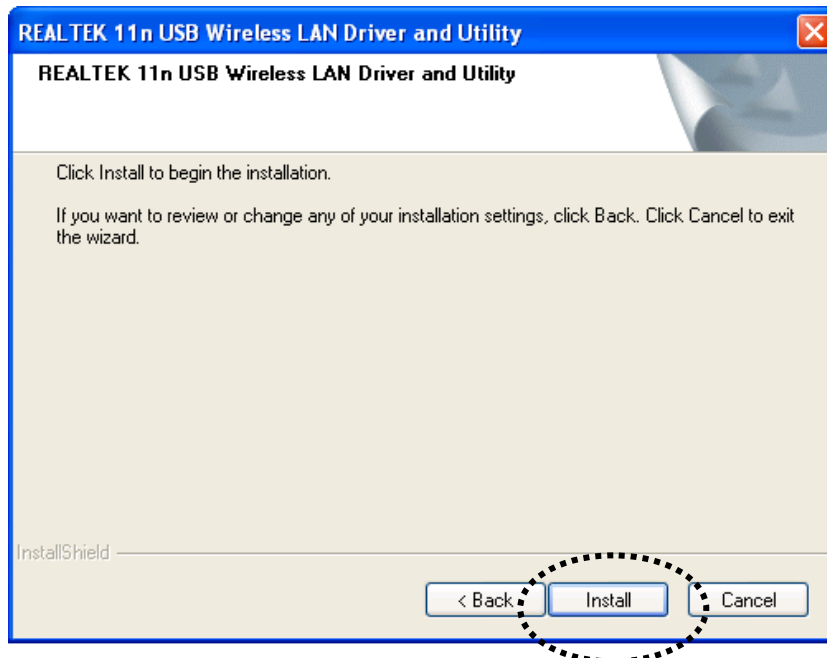 REALTEK 11n USB Wireless LAN Driver and Utility
REALTEK 11n USB Wireless LAN Driver and Utility
Click Install to begin the installation.
If you want to review or change any of your installation settings, click Back. Click Cancel to exit
the wizard.
InstallShield
< Back Install Cancel